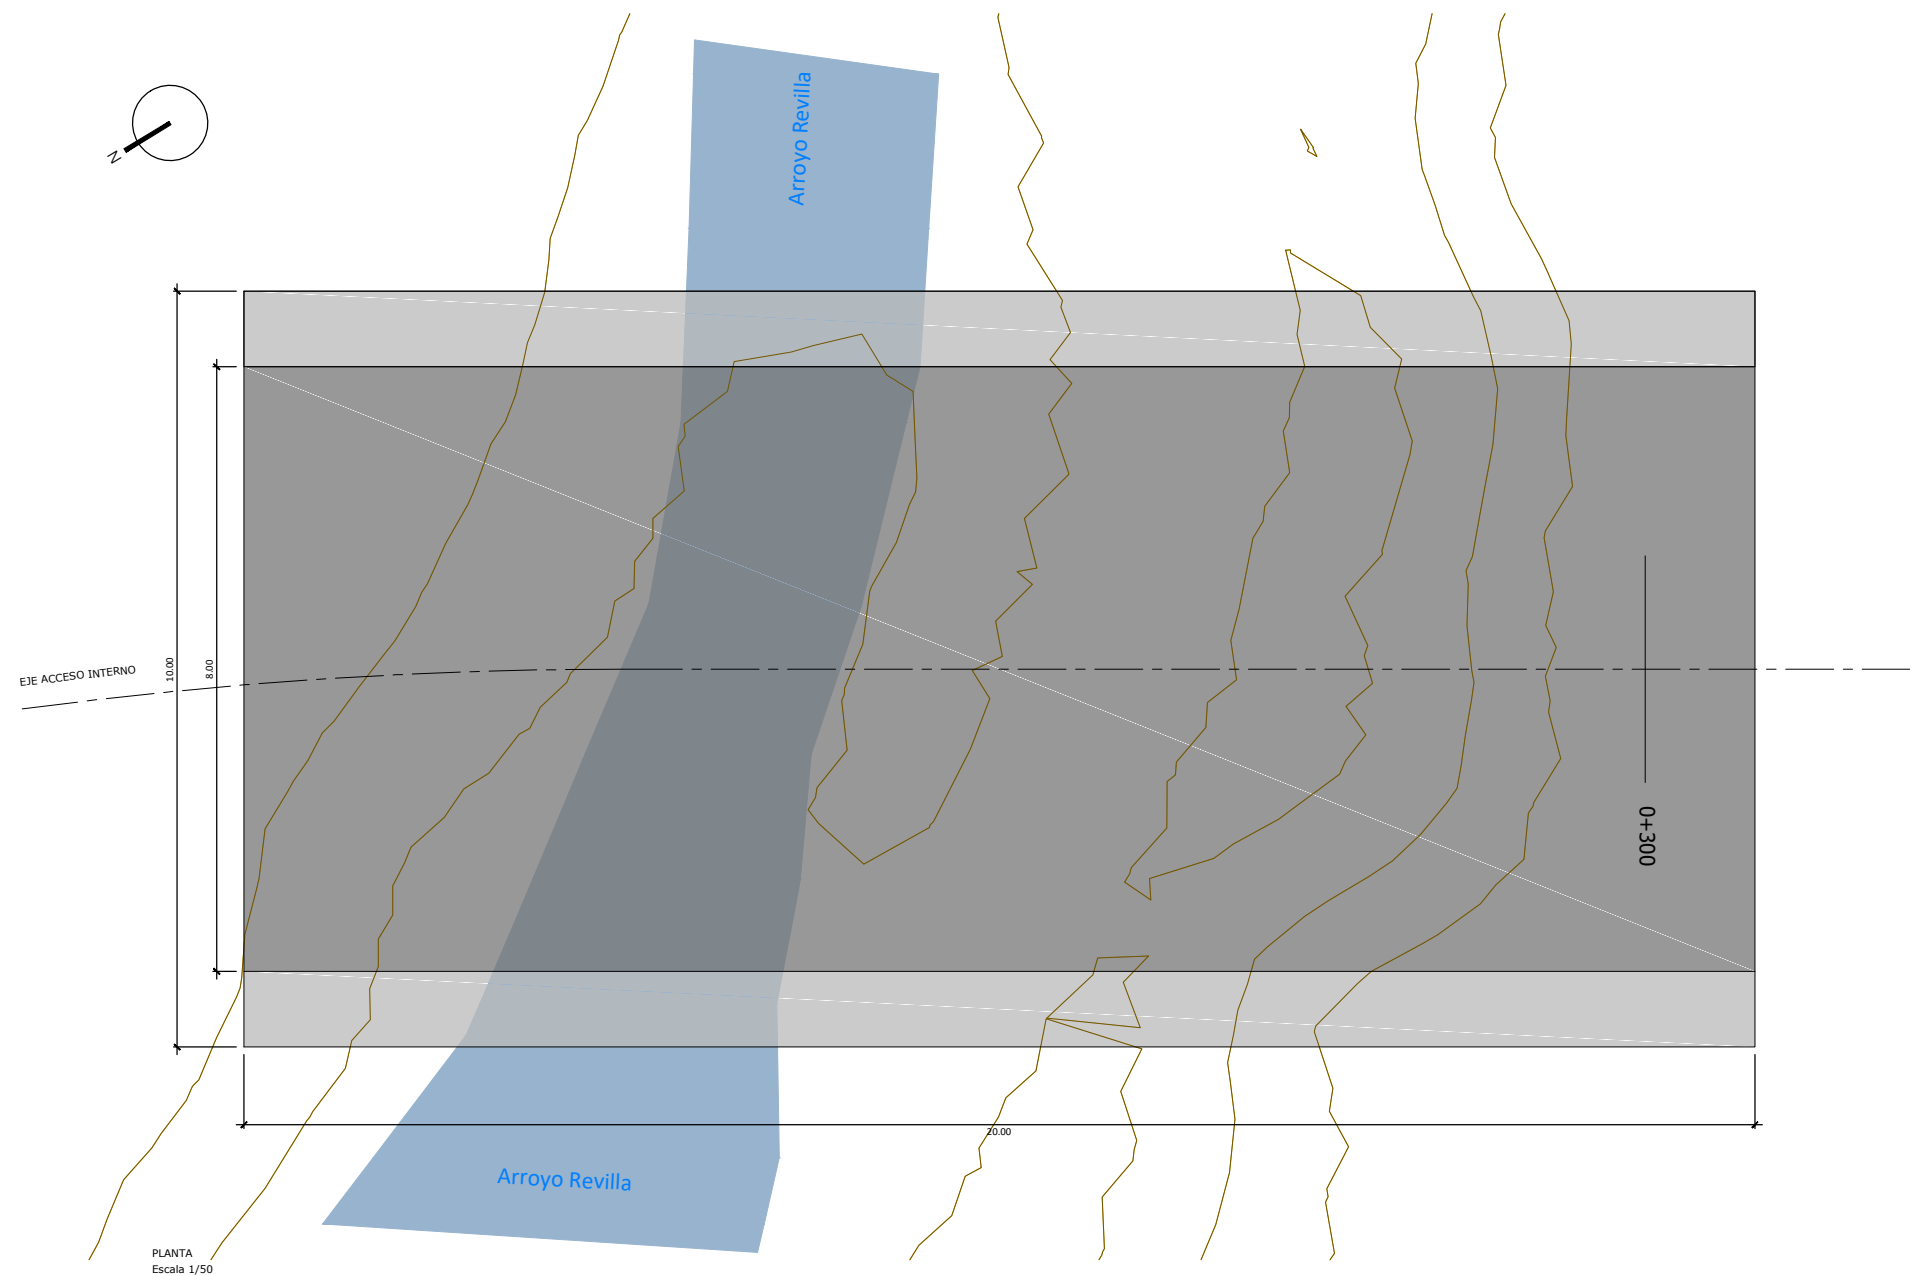 Arroyo Revilla
N
EJE ACCESO INTERNO
10.00
8.00
0+300
20.00
Arroyo Revilla
PLANTA
Escala 1/50